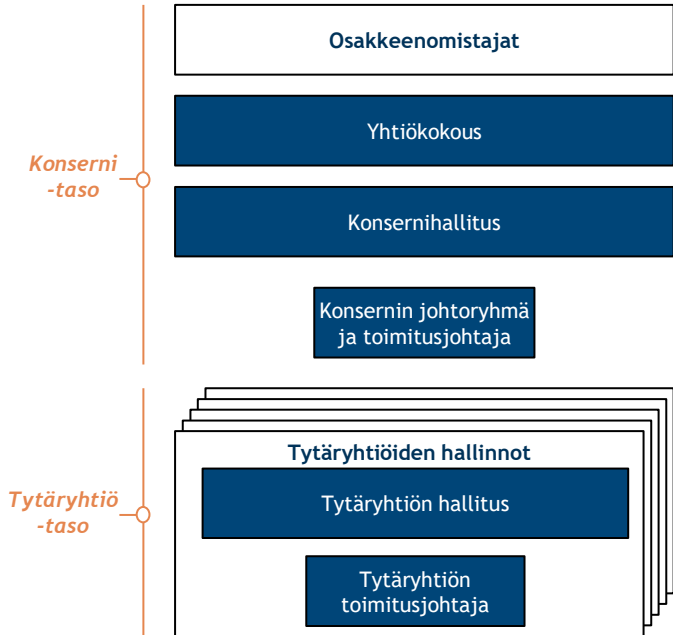 Osakkeenomistajat
Yhtiökokous
Konserni
-taso
Konsernihallitus
Konsernin johtoryhmä
ja toimitusjohtaja
Tytäryhtiöiden hallinnot
Tytäryhtiön hallitus
Tytäryhtiö
-taso
Tytäryhtiön
toimitusjohtaja